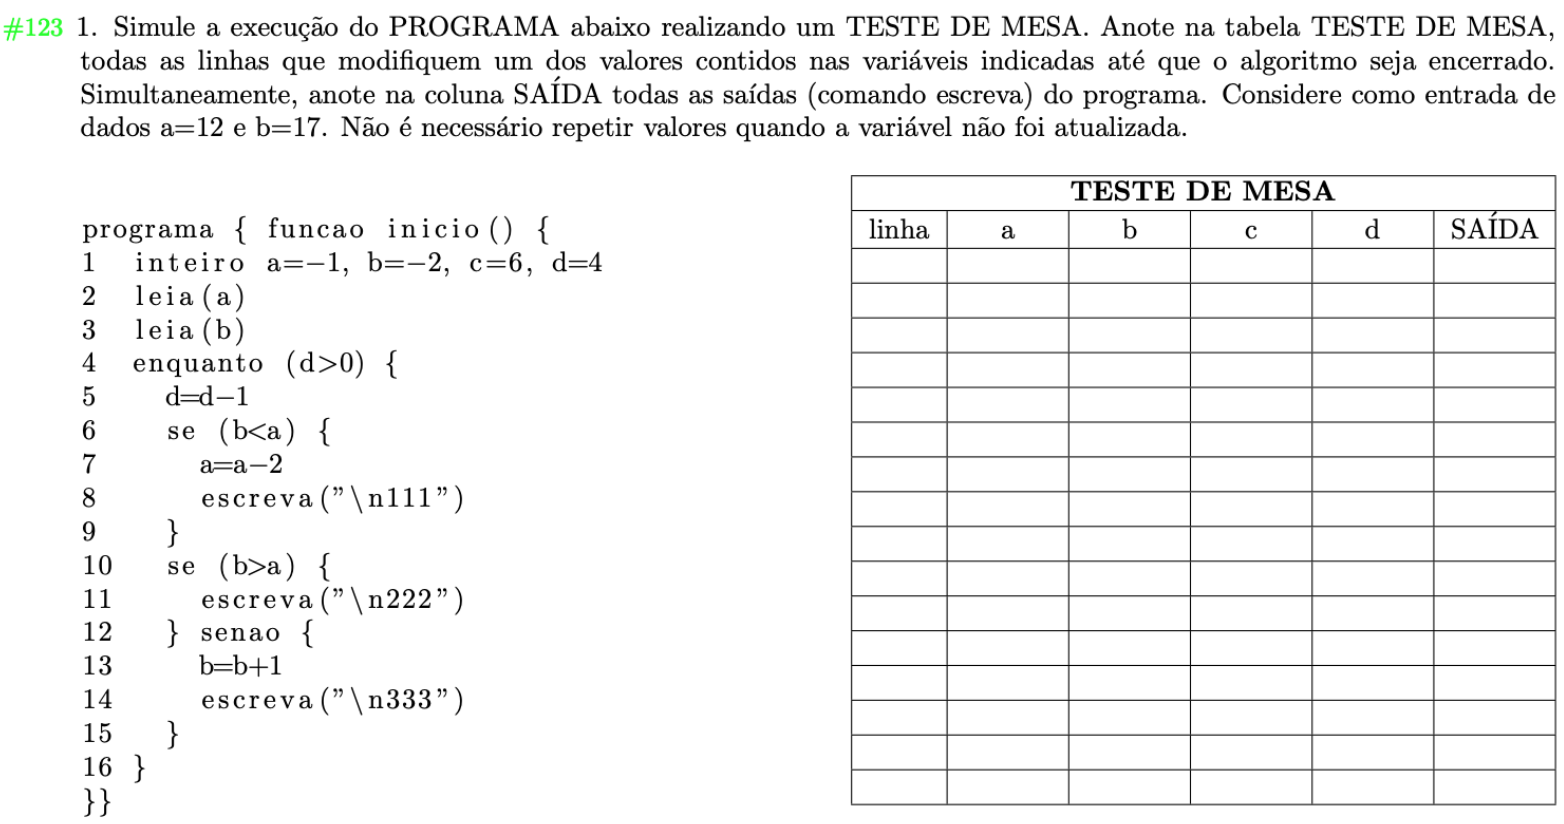 #123 1. Simule a execução do PROGRAMA abaixo realizando um TESTE DE MESA. Anote na tabela TESTE DE MESA,
todas as linhas que modifiquem um dos valores contidos nas variáveis indicadas até que o algoritmo seja encerrado.
Simultaneamente, anote na coluna SAÍDA todas as saídas (comando escreva) do programa. Considere como entrada de
dados a=12 e b=17. Não é necessário repetir valores quando a variável não foi atualizada.
programa { funcao inicio() {
1 inteiro a=−1, b=−2, c=6, d=4
2 leia(a)
3 leia(b)
4 enquanto (d>0) {
5 d=d−1
6 se (b<a) {
7 a=a−2
8 escreva("\n111")
9 }
10 se (b>a) {
11 escreva("\n222")
12 } senao {
13 b=b+1
14 escreva("\n333")
15 }
16 }
}}
TESTE DE MESA
linha a b c d SAÍDA